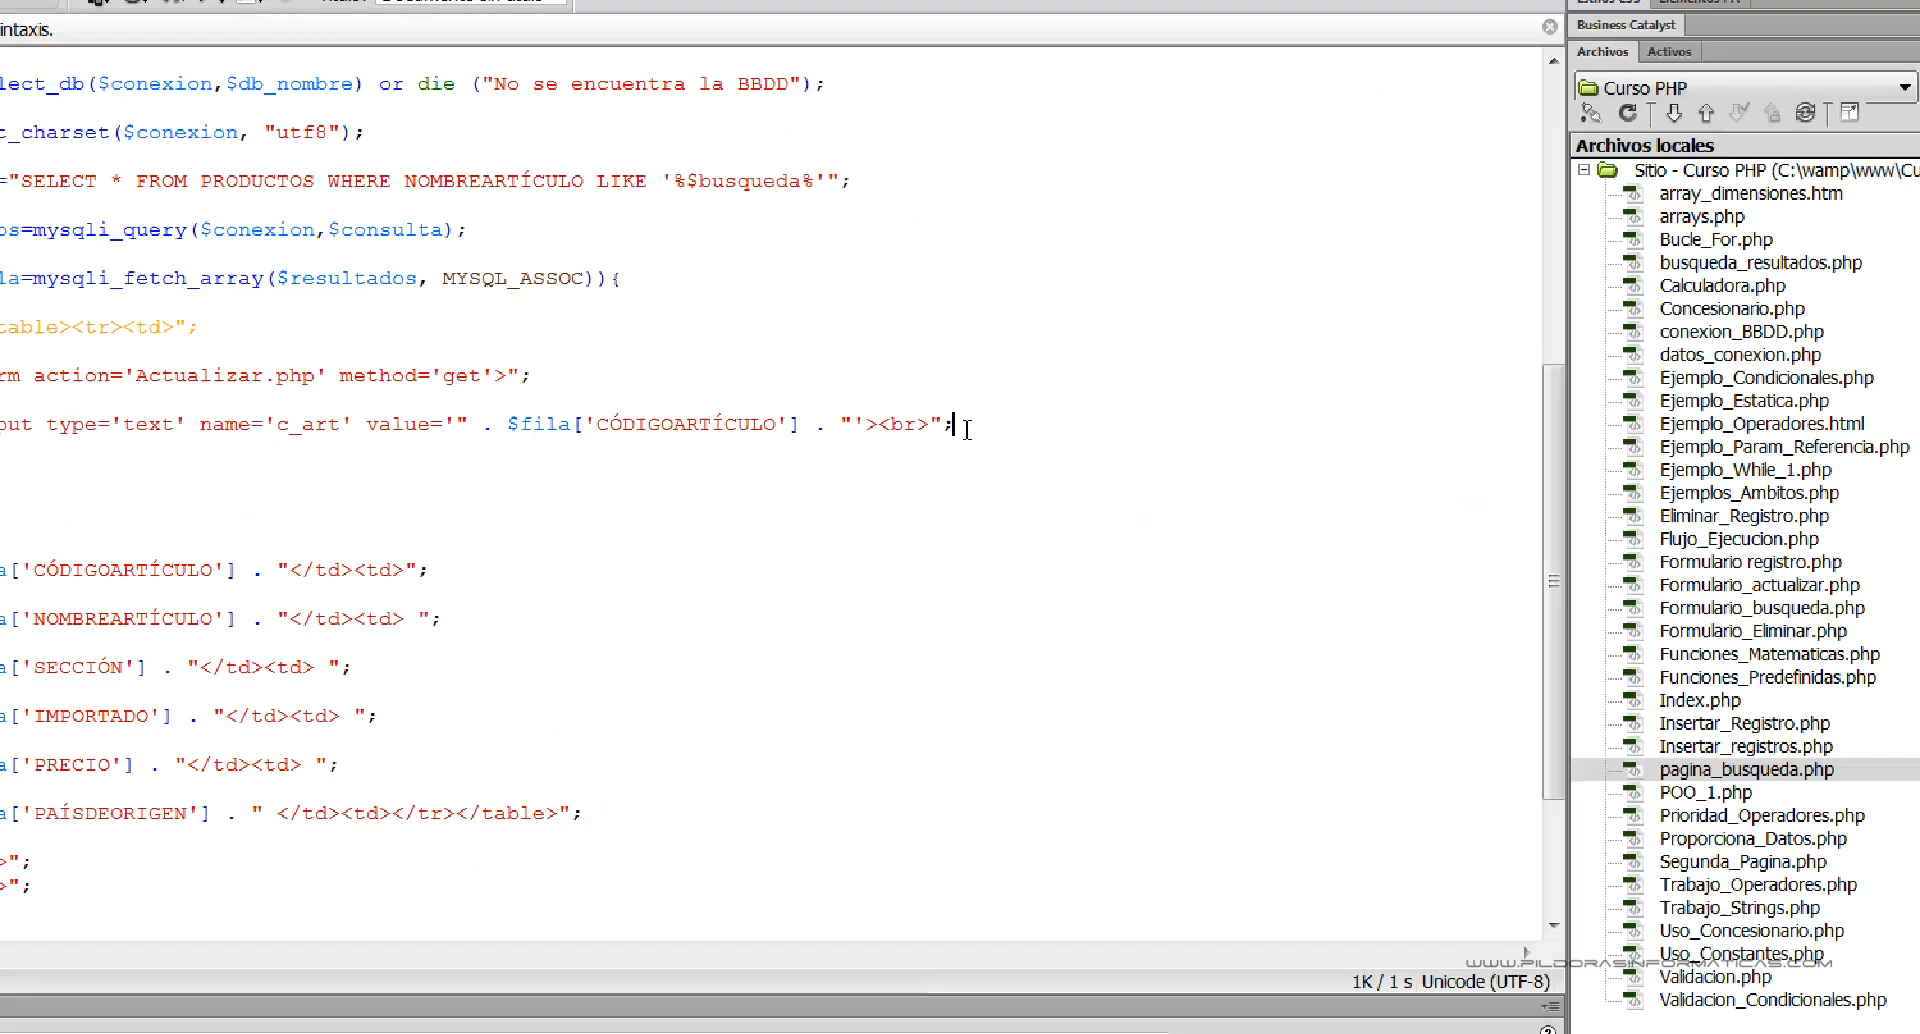 intaxis.
lect_db($conexion,$db_nombre) or die ("No se encuentra la BBDD");
t_charset($conexion, "utf8");
="SELECT * FROM PRODUCTOS WHERE NOMBREARTÍCULO LIKE '%$busqueda%'";
os=mysqli_query($conexion,$consulta);
la=mysqli_fetch_array($resultados, MYSQL_ASSOC)){
table><tr><td>";
rm action='Actualizar.php' method='get'>";
put type='text' name='c_art' value='" . $fila['CÓDIGOARTÍCULO'] . "'><br>";
a['CÓDIGOARTÍCULO'] . "</td><td>";
a['NOMBREARTÍCULO'] . "</td><td> ";
a['SECCIÓN'] . "</td><td> ";
a['IMPORTADO'] . "</td><td> ";
a['PRECIO'] . "</td><td> ";
a['PAÍSDEORIGEN'] . " </td><td></tr></table>";
>";
>";
1K / 1 s Unicode (UTF-8)
Business Catalyst
Archivos Activos
Curso PHP
Archivos locales
Sitio - Curso PHP (C:\wamp\www\Cu
array_dimensiones.htm
arrays.php
Bucle_For.php
busqueda_resultados.php
Calculadora.php
Concesionario.php
conexion_BBDD.php
datos_conexion.php
Ejemplo_Condicionales.php
Ejemplo_Estatica.php
Ejemplo_Operadores.html
Ejemplo_Param_Referencia.php
Ejemplo_While_1.php
Ejemplos_Ambitos.php
Eliminar_Registro.php
Flujo_Ejecucion.php
Formulario registro.php
Formulario_actualizar.php
Formulario_busqueda.php
Formulario_Eliminar.php
Funciones_Matematicas.php
Funciones_Predefinidas.php
Index.php
Insertar_Registro.php
Insertar_registros.php
pagina_busqueda.php
POO_1.php
Prioridad_Operadores.php
Proporciona_Datos.php
Segunda_Pagina.php
Trabajo_Operadores.php
Trabajo_Strings.php
Uso_Concesionario.php
Uso_Constantes.php
WWW.PILDORASINFORMATICAS.COM
Validacion.php
Validacion_Condicionales.php